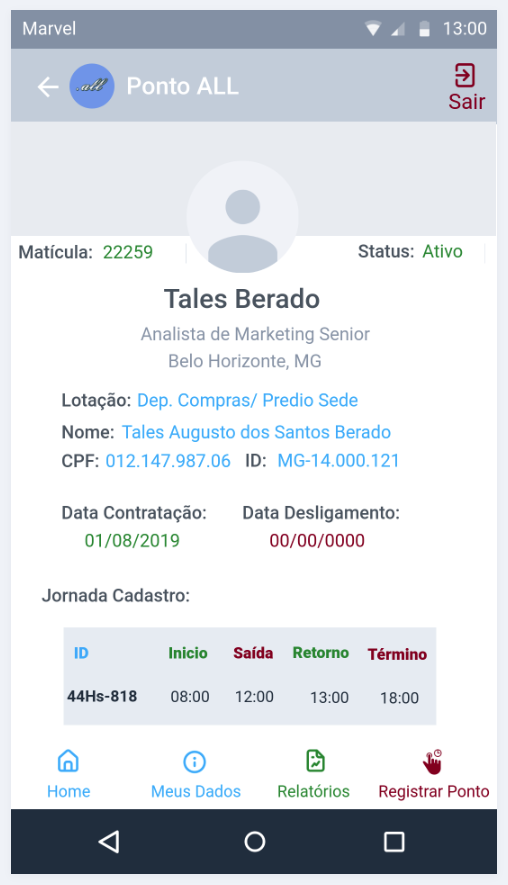 Marvel 13:00
all Ponto ALL
Sair
Matícula: 22259 Status: Ativo
Tales Berado
Analista de Marketing Senior
Belo Horizonte, MG
Lotação: Dep. Compras/ Predio Sede
Nome: Tales Augusto dos Santos Berado
CPF: 012.147.987.06 ID: MG-14.000.121
Data Contratação: Data Desligamento:
01/08/2019 00/00/0000
Jornada Cadastro:
ID Inicio Saída Retorno Término
44Hs-818 08:00 12:00 13:00 18:00
Home Meus Dados Relatórios Registrar Ponto